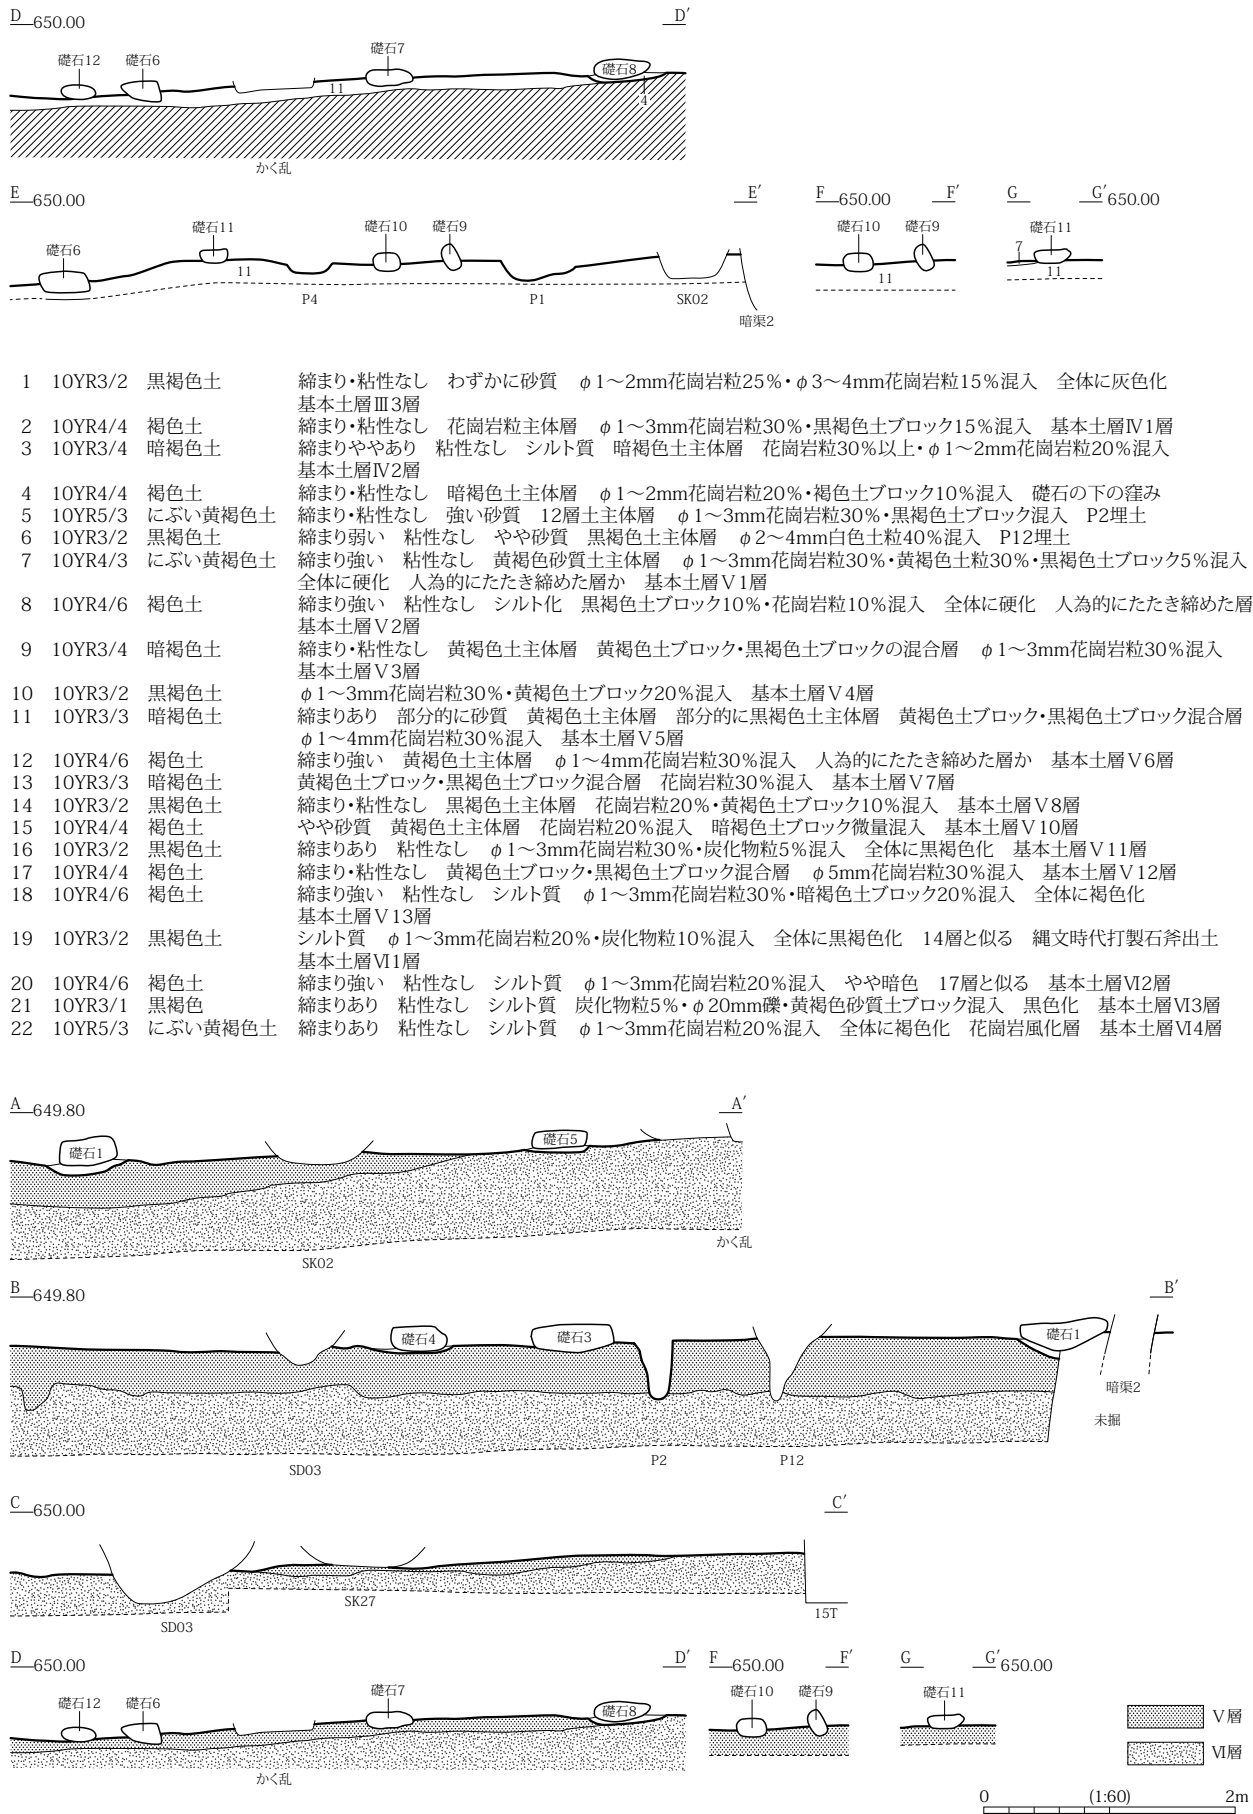 D 650.00 D′
礎石12 礎石6 礎石7 礎石8
11 4
かく乱
E 650.00 E′ F 650.00 F′ G G′ 650.00
礎石6 礎石11 礎石10 礎石9 礎石10 礎石9 7 礎石11
11 11 11
P4 P1 SK02
暗渠2
1 10YR3/2 黒褐色土 締まり・粘性なし わずかに砂質 φ1~2mm花崗岩粒25%・φ3~4mm花崗岩粒15%混入 全体に灰色化
基本土層Ⅲ3層
2 10YR4/4 褐色土 締まり・粘性なし 花崗岩粒主体層 φ1~3mm花崗岩粒30%・黒褐色土ブロック15%混入 基本土層Ⅳ1層
3 10YR3/4 暗褐色土 締まりややあり 粘性なし シルト質 暗褐色土主体層 花崗岩粒30%以上・φ1~2mm花崗岩粒20%混入
基本土層Ⅳ2層
4 10YR4/4 褐色土 締まり・粘性なし 暗褐色土主体層 φ1~2mm花崗岩粒20%・褐色土ブロック10%混入 礎石の下の窪み
5 10YR5/3 にぶい黄褐色土 締まり・粘性なし 強い砂質 12層土主体層 φ1~3mm花崗岩粒30%・黒褐色土ブロック混入 P2埋土
6 10YR3/2 黒褐色土 締まり弱い 粘性なし やや砂質 黒褐色土主体層 φ2~4mm白色土粒40%混入 P12埋土
7 10YR4/3 にぶい黄褐色土 締まり強い 粘性なし 黄褐色砂質土主体層 φ1~3mm花崗岩粒30%・黄褐色土粒30%・黒褐色土ブロック5%混入
全体に硬化 人為的にたたき締めた層か 基本土層Ⅴ1層
8 10YR4/6 褐色土 締まり強い 粘性なし シルト化 黒褐色土ブロック10%・花崗岩粒10%混入 全体に硬化 人為的にたたき締めた層
基本土層Ⅴ2層
9 10YR3/4 暗褐色土 締まり・粘性なし 黄褐色土主体層 黄褐色土ブロック・黒褐色土ブロックの混合層 φ1~3mm花崗岩粒30%混入
基本土層Ⅴ3層
10 10YR3/2 黒褐色土 φ1~3mm花崗岩粒30%・黄褐色土ブロック20%混入 基本土層Ⅴ4層
11 10YR3/3 暗褐色土 締まりあり 部分的に砂質 黄褐色土主体層 部分的に黒褐色土主体層 黄褐色土ブロック・黒褐色土ブロック混合層
φ1~4mm花崗岩粒30%混入 基本土層Ⅴ5層
12 10YR4/6 褐色土 締まり強い 黄褐色土主体層 φ1~4mm花崗岩粒30%混入 人為的にたたき締めた層か 基本土層Ⅴ6層
13 10YR3/3 暗褐色土 黄褐色土ブロック・黒褐色土ブロック混合層 花崗岩粒30%混入 基本土層Ⅴ7層
14 10YR3/2 黒褐色土 締まり・粘性なし 黒褐色土主体層 花崗岩粒20%・黄褐色土ブロック10%混入 基本土層Ⅴ8層
15 10YR4/4 褐色土 やや砂質 黄褐色土主体層 花崗岩粒20%混入 暗褐色土ブロック微量混入 基本土層Ⅴ10層
16 10YR3/2 黒褐色土 締まりあり 粘性なし φ1~3mm花崗岩粒30%・炭化物粒5%混入 全体に黒褐色化 基本土層Ⅴ11層
17 10YR4/4 褐色土 締まり・粘性なし 黄褐色土ブロック・黒褐色土ブロック混合層 φ5mm花崗岩粒30%混入 基本土層Ⅴ12層
18 10YR4/6 褐色土 締まり強い 粘性なし シルト質 φ1~3mm花崗岩粒30%・暗褐色土ブロック20%混入 全体に褐色化
基本土層Ⅴ13層
19 10YR3/2 黒褐色土 シルト質 φ1~3mm花崗岩粒20%・炭化物粒10%混入 全体に黒褐色化 14層と似る 縄文時代打製石斧出土
基本土層Ⅵ1層
20 10YR4/6 褐色土 締まり強い 粘性なし シルト質 φ1~3mm花崗岩粒20%混入 やや暗色 17層と似る 基本土層Ⅵ2層
21 10YR3/1 黒褐色 締まりあり 粘性なし シルト質 炭化物粒5%・φ20mm礫・黄褐色砂質土ブロック混入 黒色化 基本土層Ⅵ3層
22 10YR5/3 にぶい黄褐色土 締まりあり 粘性なし シルト質 φ1~3mm花崗岩粒20%混入 全体に褐色化 花崗岩風化層 基本土層Ⅵ4層
A 649.80 A′
礎石1 礎石5
かく乱
SK02
B 649.80 B′
礎石4 礎石3 礎石1
暗渠2
未掘
SD03 P2 P12
C 650.00 C′
SK27
SD03 15T
D 650.00 D′ F 650.00 F′ G G′ 650.00
礎石12 礎石6 礎石7 礎石8 礎石10 礎石9 礎石11
Ⅴ層
Ⅵ層
かく乱
0 (1:60) 2m